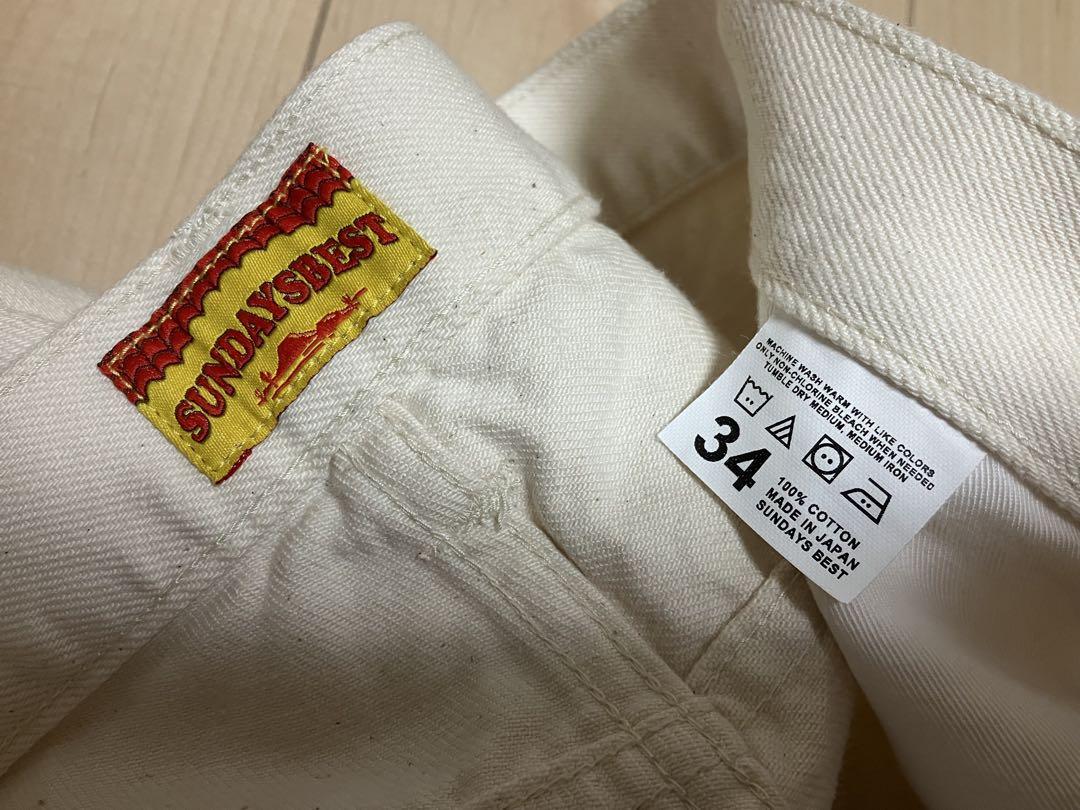 SUNDAYSBEST
MACHINE WASH WARM WITH LIKE COLORS
ONLY NON-CHLORINE BLEACH WHEN NEEDED
TUMBLE DRY MEDIUM, MEDIUM IRON
34
100% COTTON
MADE IN JAPAN
SUNDAYS BEST